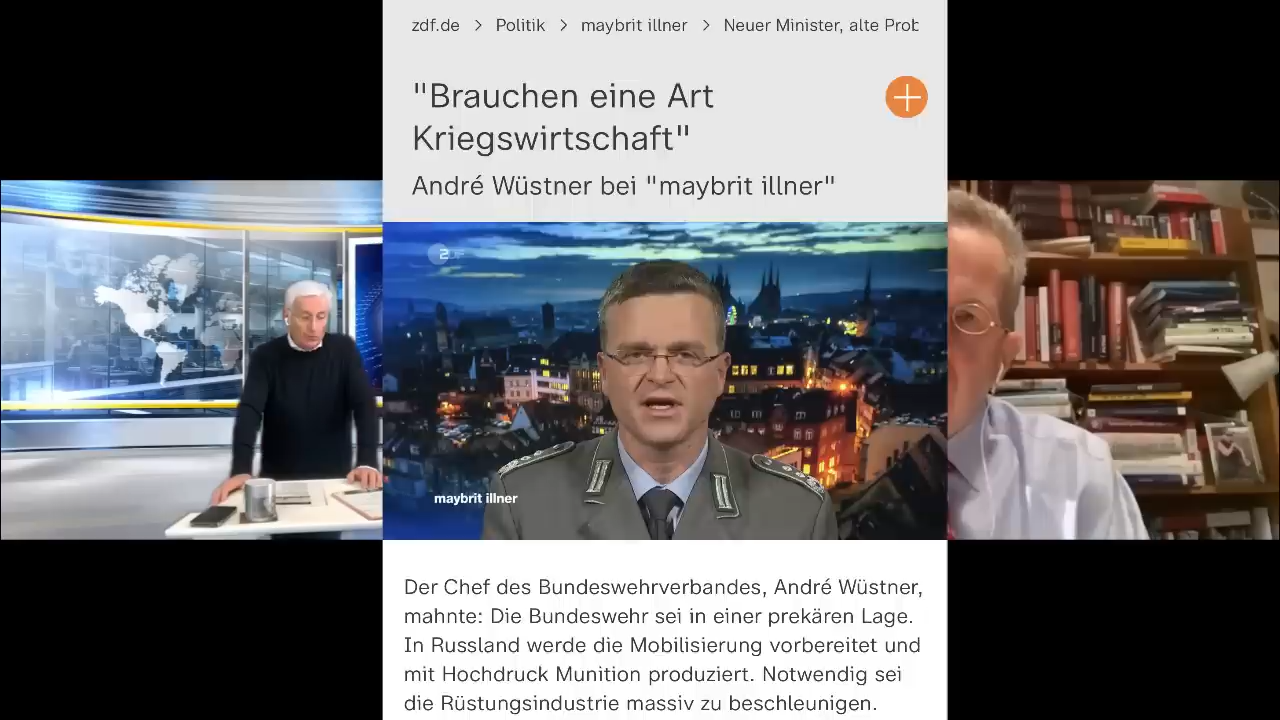 zdf.de > Politik > maybrit illner > Neuer Minister, alte Prob
"Brauchen eine Art
Kriegswirtschaft"
André Wüstner bei "maybrit illner"
2DF
maybrit illner
Der Chef des Bundeswehrverbandes, André Wüstner,
mahnte: Die Bundeswehr sei in einer prekären Lage.
In Russland werde die Mobilisierung vorbereitet und
mit Hochdruck Munition produziert. Notwendig sei
die Rüstungsindustrie massiv zu beschleunigen.